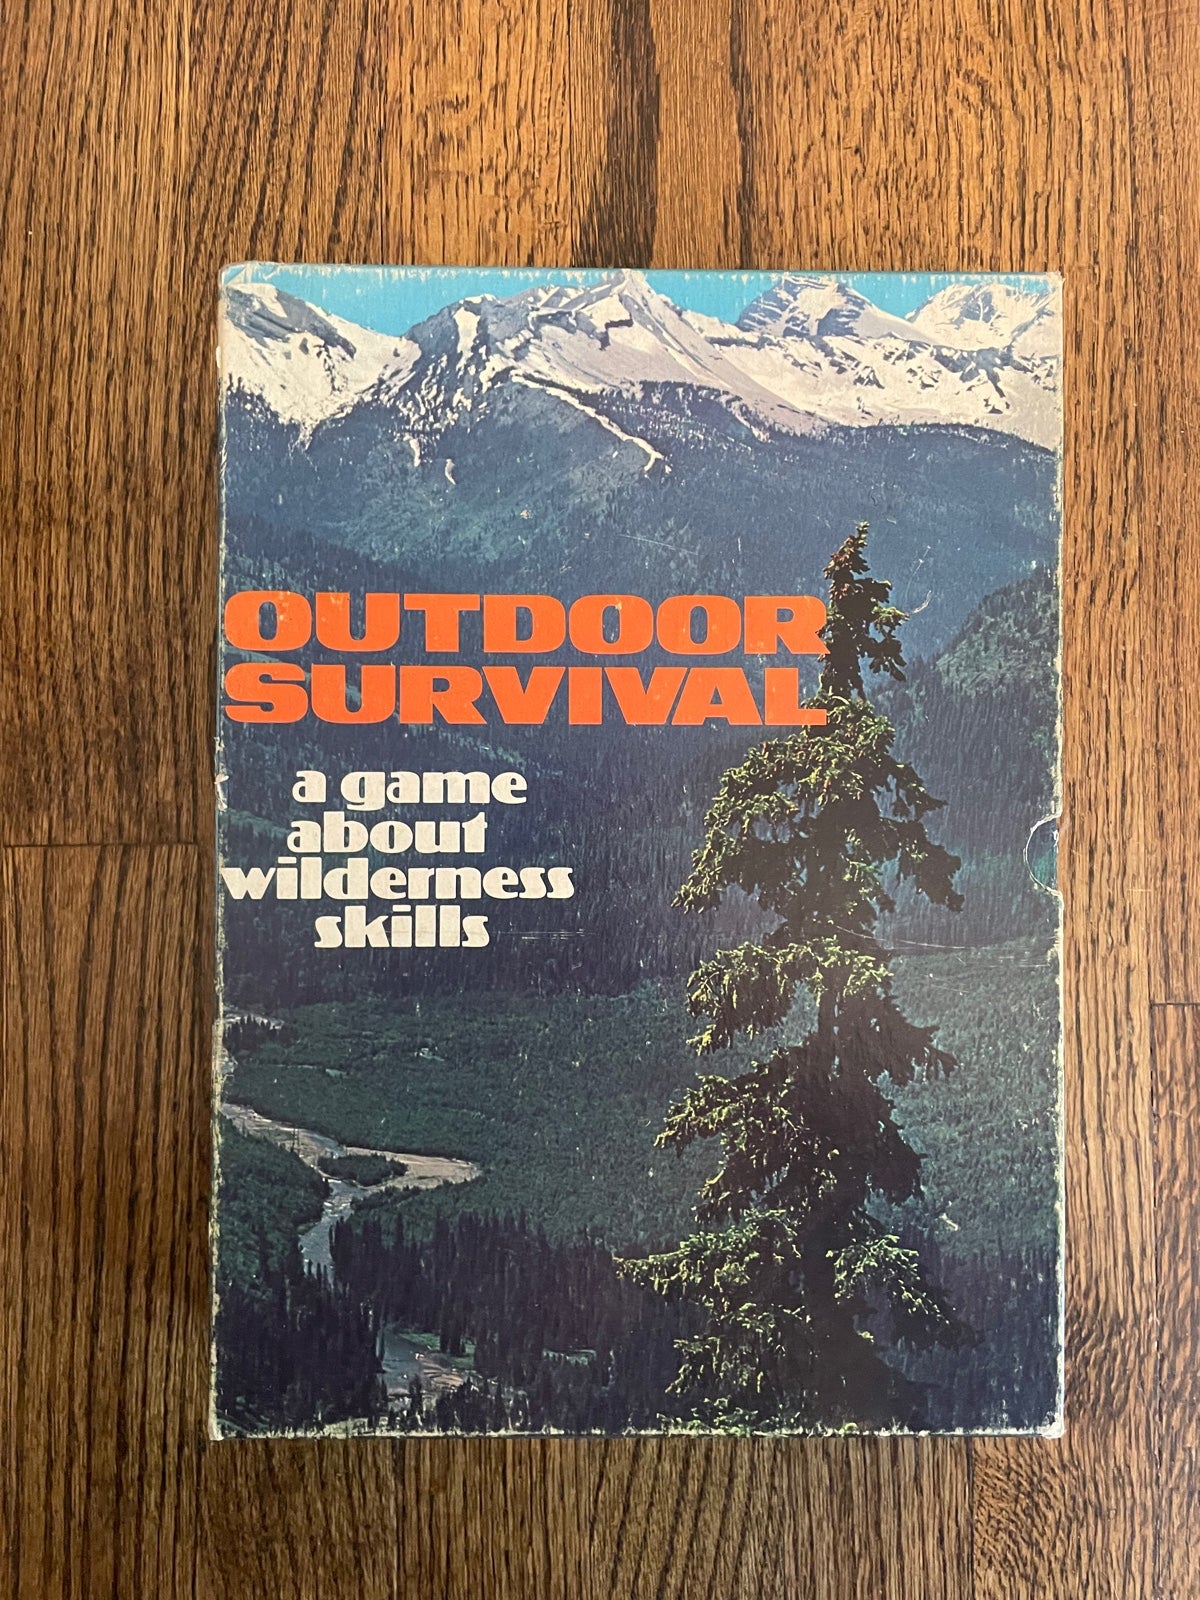 OUTDOOR
SURVIVAL
a game
about
wilderness
skills